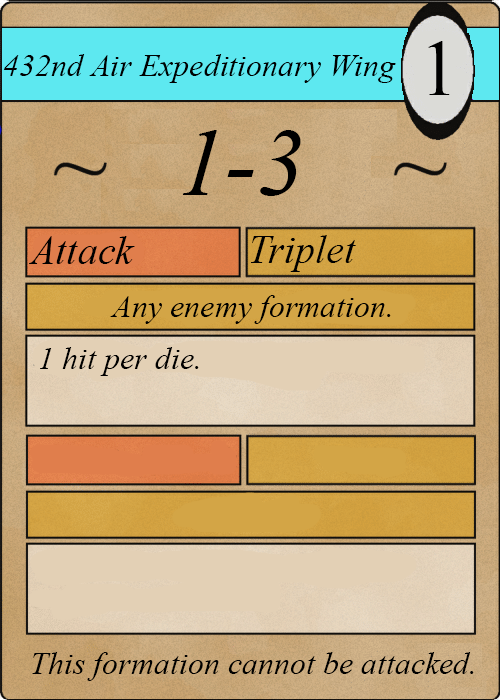 432nd Air Expeditionary Wing
1
~ 1-3 ~
Attack
Triplet
Any enemy formation.
1 hit per die.
This formation cannot be attacked.